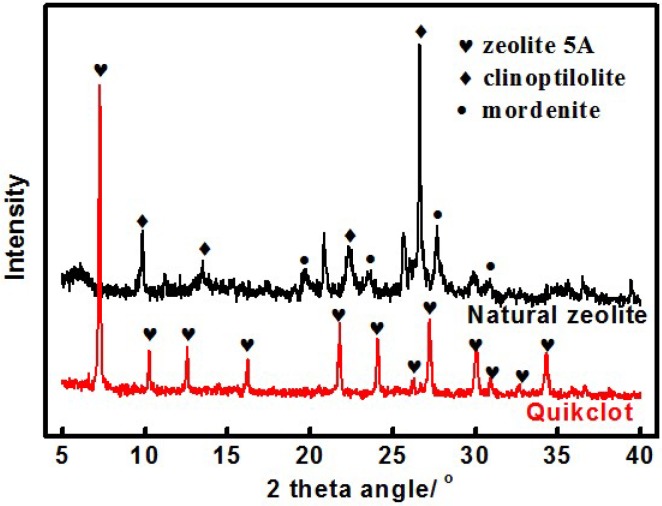 ♥ zeolite 5A
♦ clinoptilolite
• mordenite
Intensity
Natural zeolite
Quikclot
5 10 15 20 25 30 35 40
2 theta angle/ °